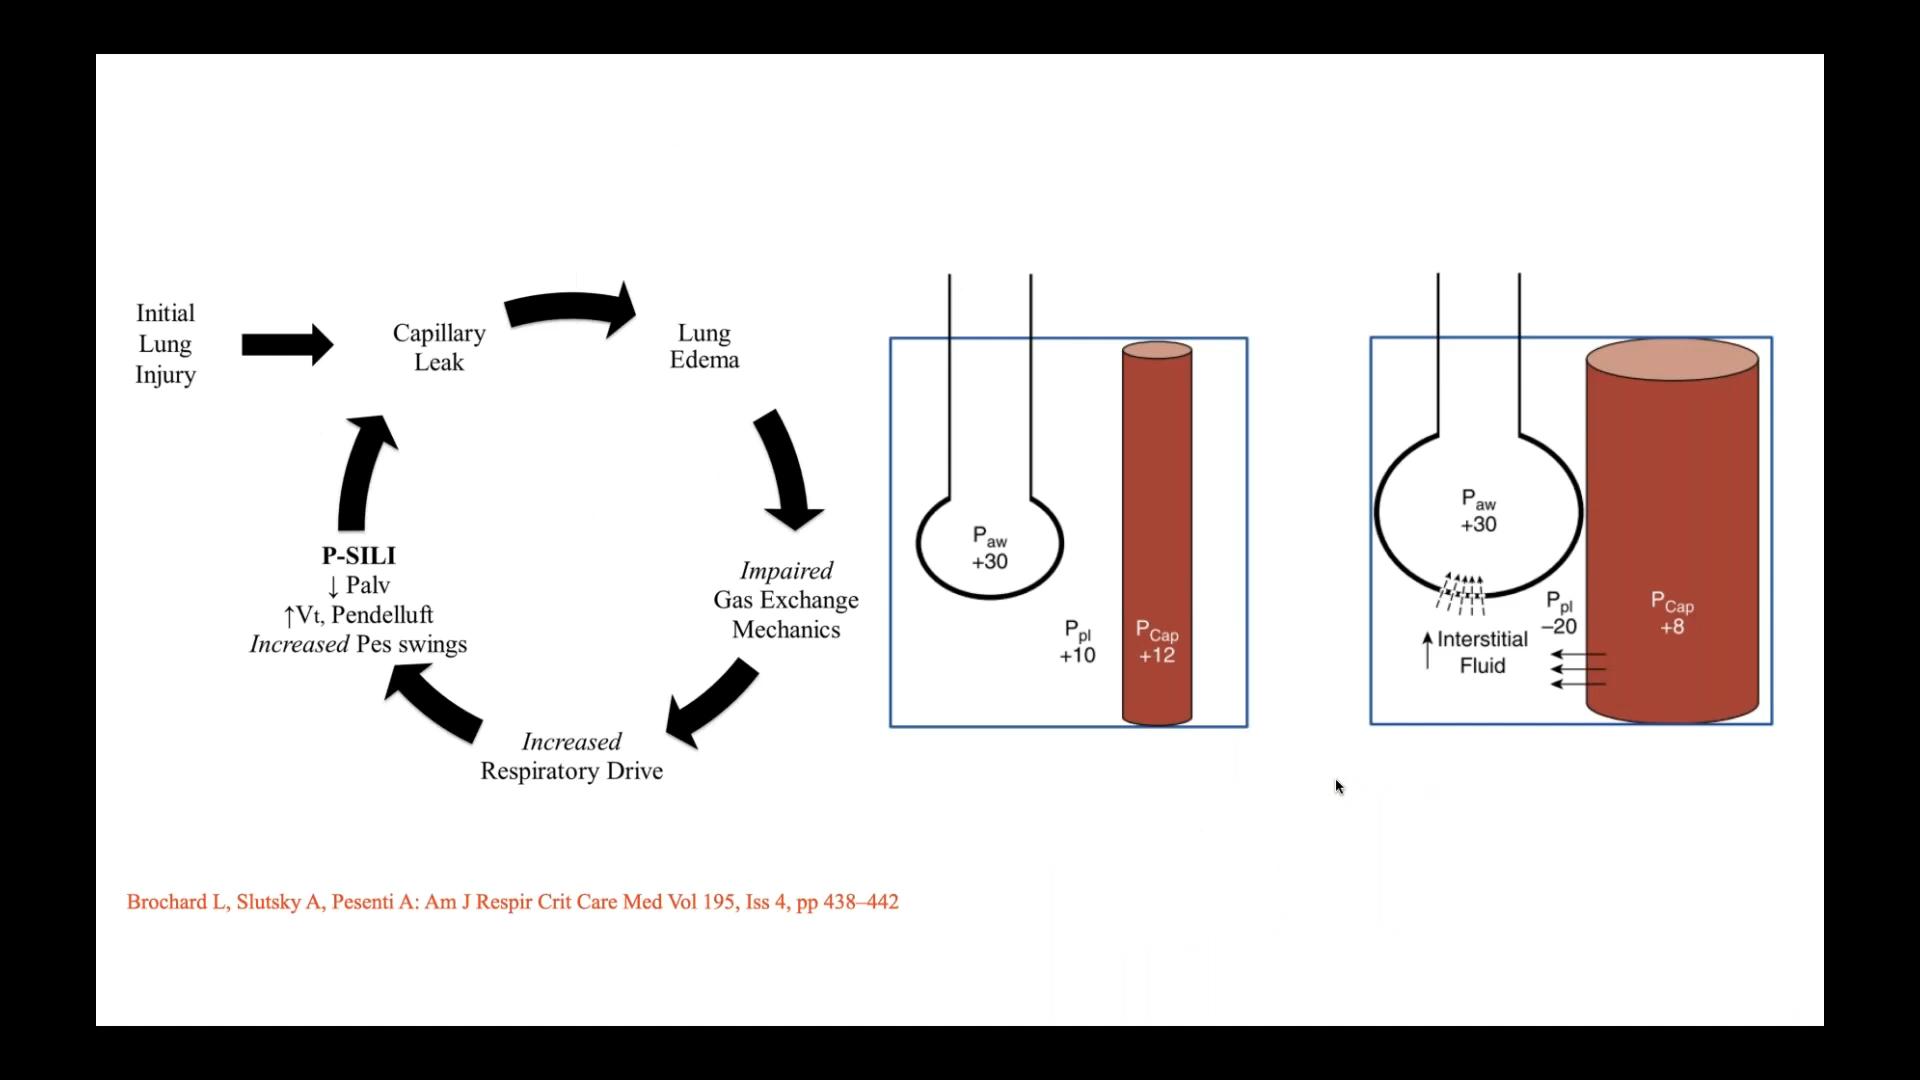 Initial
Lung
Injury
Capillary
Leak
Lung
Edema
Impaired
Gas Exchange
Mechanics
Increased
Respiratory Drive
P-SILI
↓ Palv
↑Vt, Pendelluft
Increased Pes swings
Paw
+30
Ppl
+10
PCap
+12
Paw
+30
Ppl
–20
PCap
+8
↑ Interstitial
Fluid
Brochard L, Slutsky A, Pesenti A: Am J Respir Crit Care Med Vol 195, Iss 4, pp 438–442